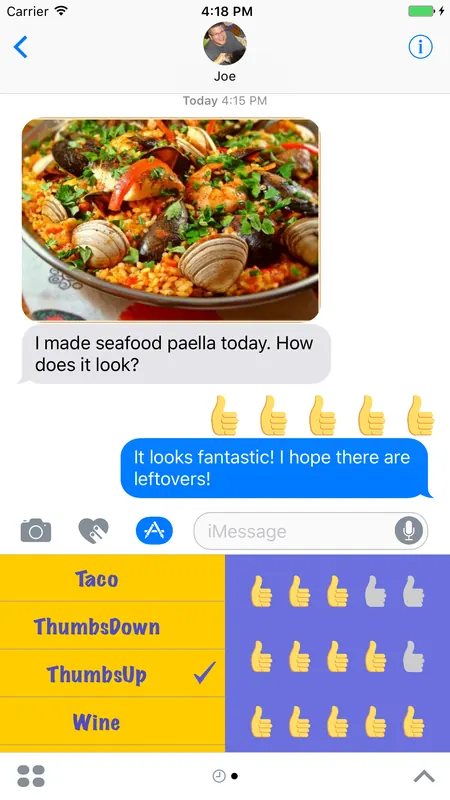 Carrier 4:18 PM
Joe
Today 4:15 PM
I made seafood paella today. How
does it look?
It looks fantastic! I hope there are
leftovers!
iMessage
Taco
ThumbsDown
ThumbsUp
Wine